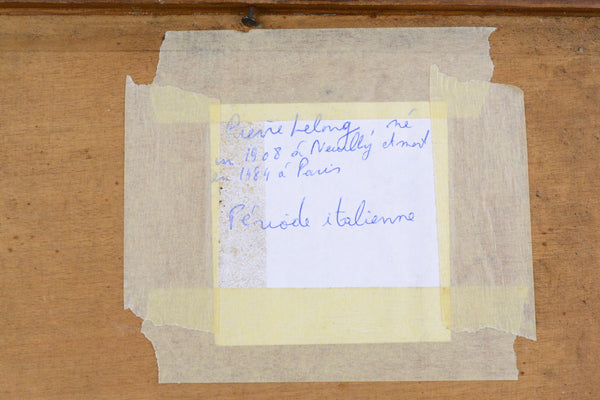 Pierre Lelong né
en 1908 à Neuilly et mort
en 1984 à Paris
Période italienne